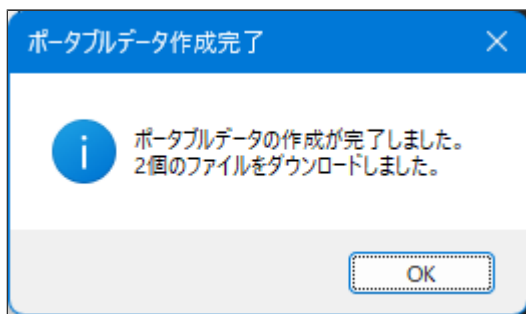 ポータブルデータ作成完了
ポータブルデータの作成が完了しました。
2個のファイルをダウンロードしました。
OK